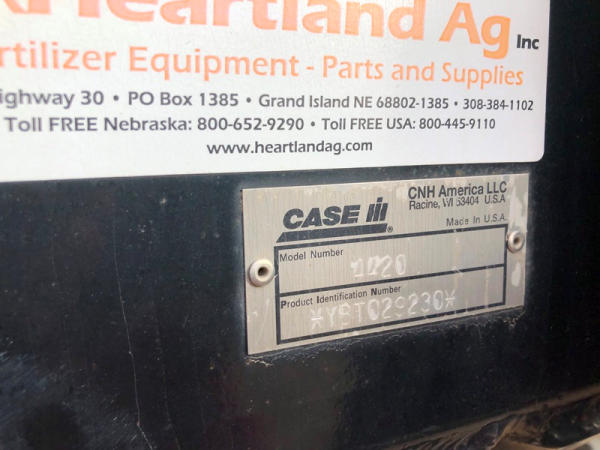 Heartland Ag Inc
rtilizer Equipment - Parts and Supplies
ighway 30 • PO Box 1385 • Grand Island NE 68802-1385 • 308-384-1102
Toll FREE Nebraska: 800-652-9290 • Toll FREE USA: 800-445-9110
www.heartlandag.com
CASE IH®
CNH America LLC
Racine, WI 53404 U.S.A
Made In U.S.A.
Model Number
Product Identification Number